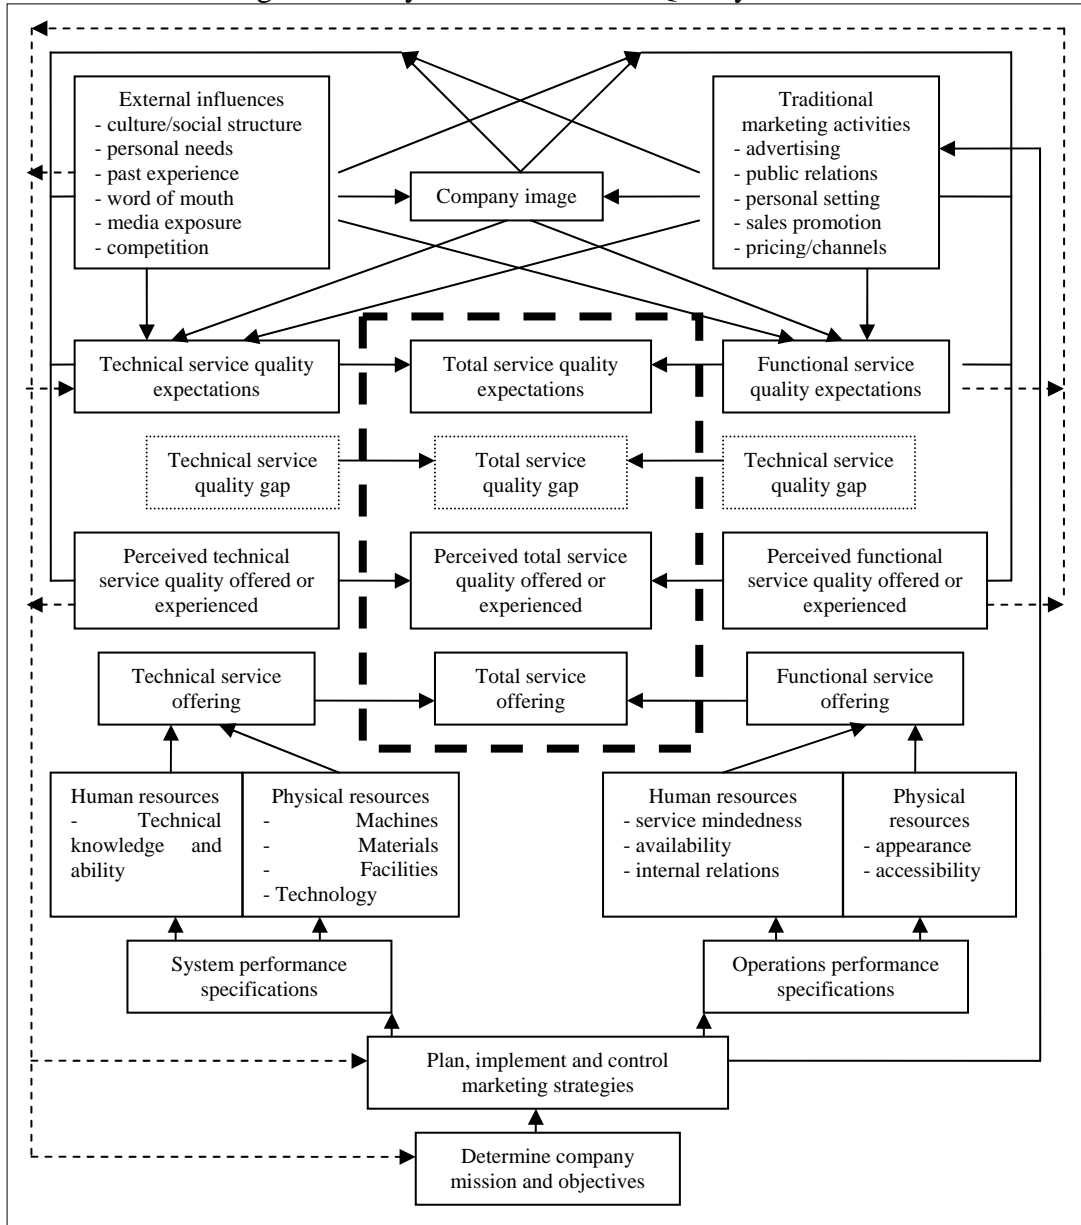 External influences
- culture/social structure
- personal needs
- past experience
- word of mouth
- media exposure
- competition
Company image
Traditional
marketing activities
- advertising
- public relations
- personal setting
- sales promotion
- pricing/channels
Technical service quality
expectations
Total service quality
expectations
Functional service
quality expectations
Technical service
quality gap
Total service
quality gap
Technical service
quality gap
Perceived technical
service quality offered or
experienced
Perceived total service
quality offered or
experienced
Perceived functional
service quality offered or
experienced
Technical service
offering
Total service
offering
Functional service
offering
Human resources
- Technical
knowledge and
ability
Physical resources
- Machines
- Materials
- Facilities
- Technology
Human resources
- service mindedness
- availability
- internal relations
Physical
resources
- appearance
- accessibility
System performance
specifications
Operations performance
specifications
Plan, implement and control
marketing strategies
Determine company
mission and objectives